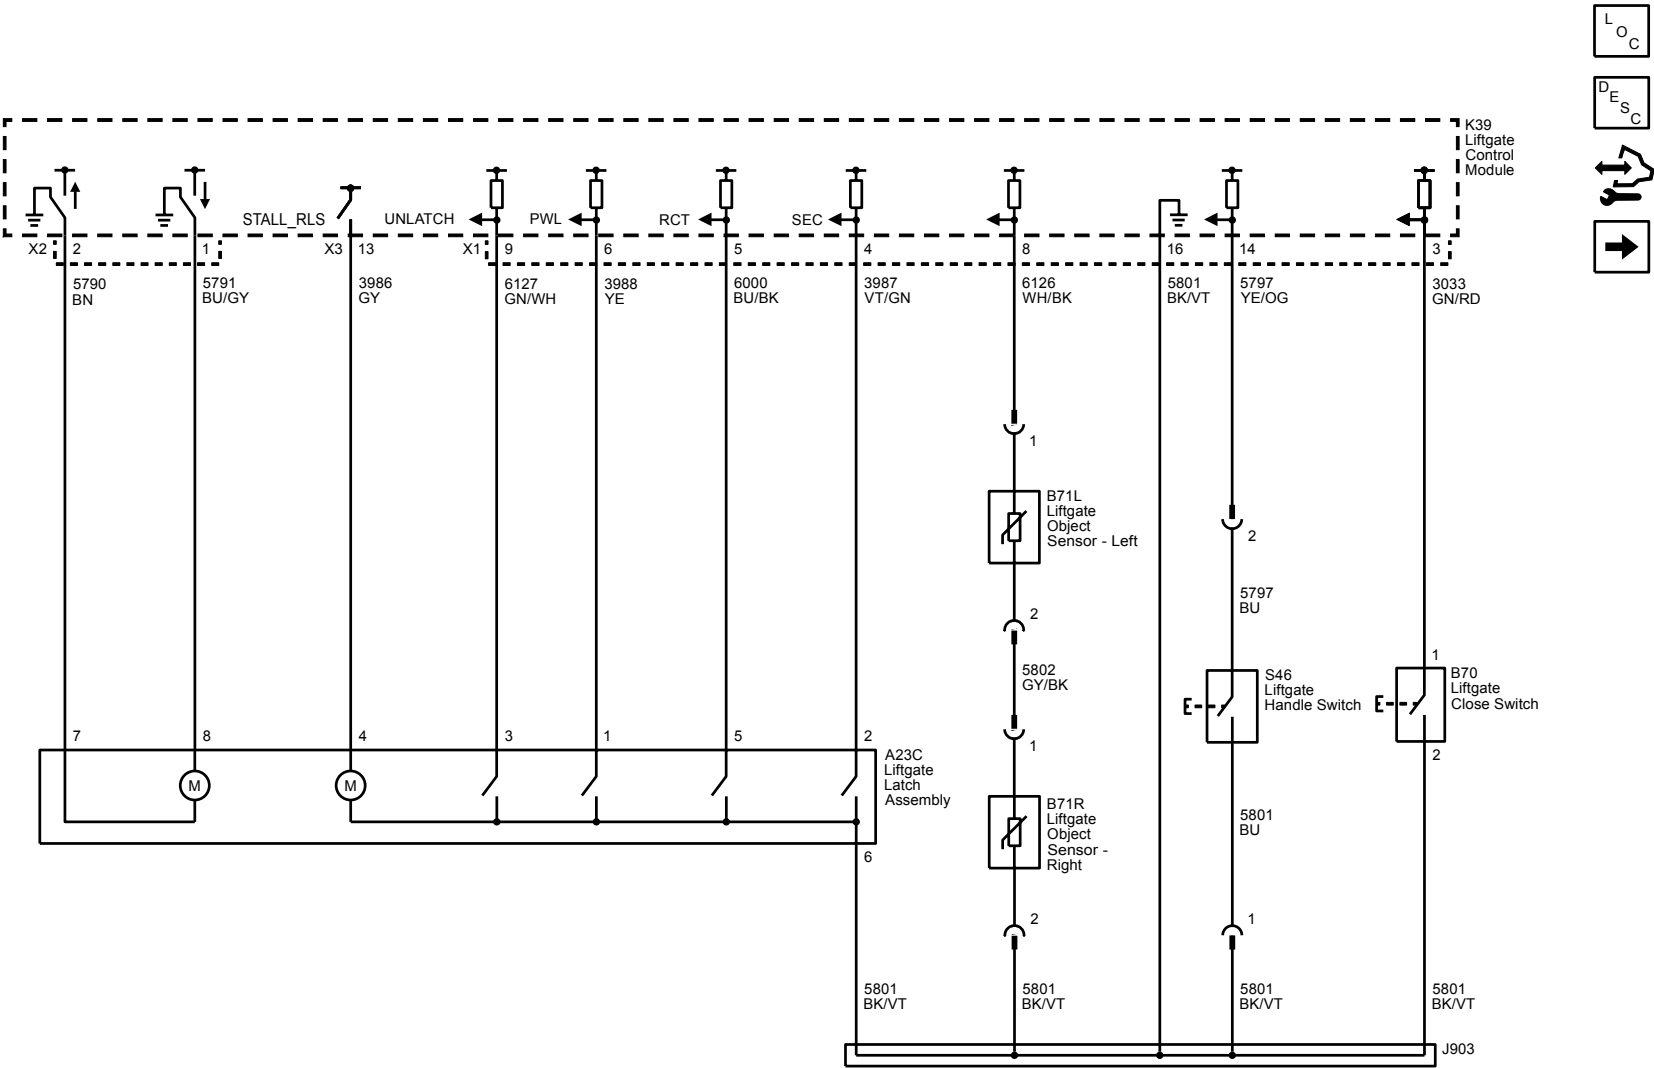 L
O
C
D
E
S
C
K39
Liftgate
Control
Module
STALL_RLS
UNLATCH
PWL
RCT
SEC
X2 2
1
X3 13
X1 9
6
5
4
8
16
14
3
5790
BN
5791
BU/GY
3986
GY
6127
GN/WH
3988
YE
6000
BU/BK
3987
VT/GN
6126
WH/BK
5801
BK/VT
5797
YE/OG
3033
GN/RD
1
B71L
Liftgate
Object
Sensor - Left
2
2
5797
BU
5802
GY/BK
1
S46
Liftgate
Handle Switch
1
B70
Liftgate
Close Switch
2
7
8
4
3
1
5
2
M
M
A23C
Liftgate
Latch
Assembly
6
B71R
Liftgate
Object
Sensor -
Right
2
5801
BU
1
5801
BK/VT
5801
BK/VT
5801
BK/VT
5801
BK/VT
J903